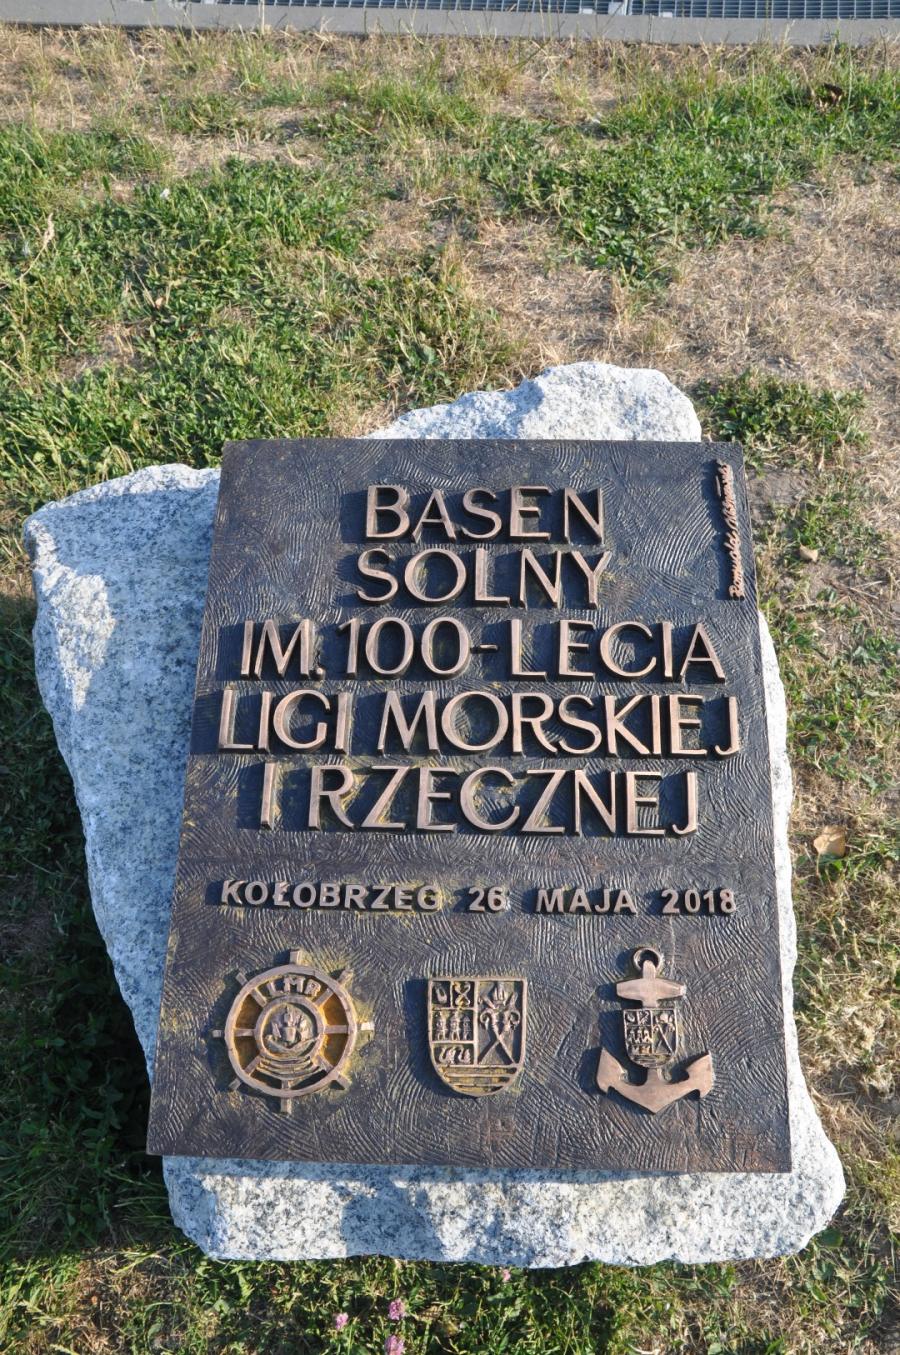 BASEN
SOLNY
IM. 100-LECIA
LIGI MORSKIEJ
I RZECZNEJ
KOŁOBRZEG 26 MAJA 2018
LMR